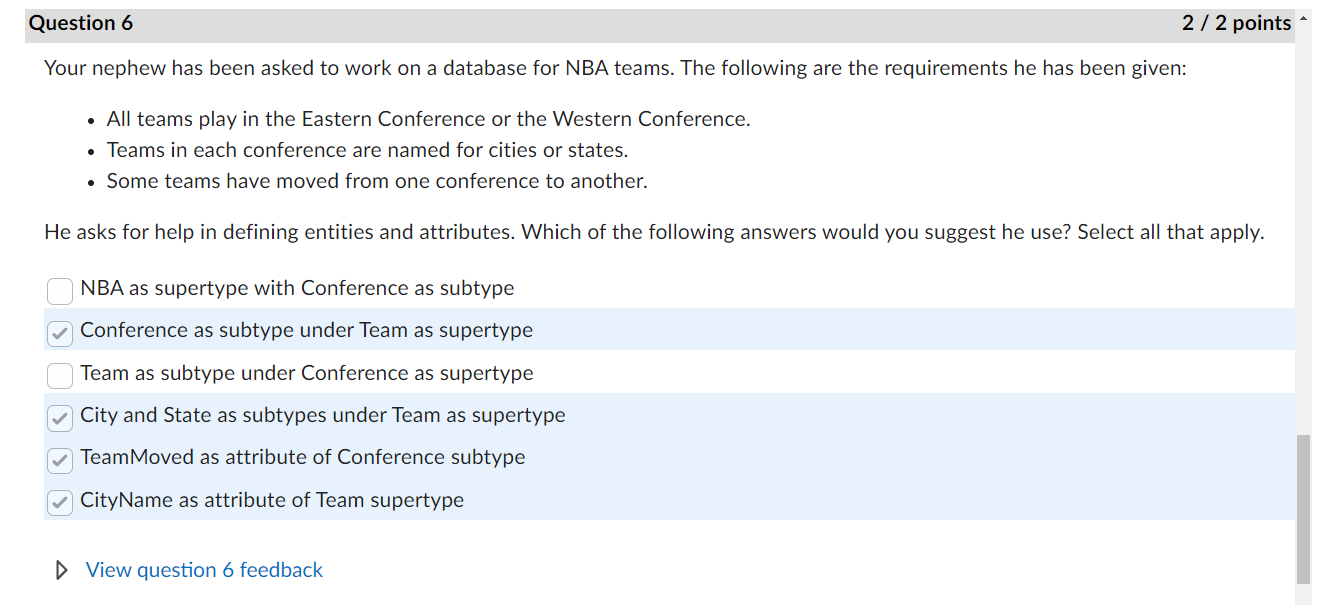 Question 6 2 / 2 points
Your nephew has been asked to work on a database for NBA teams. The following are the requirements he has been given:
• All teams play in the Eastern Conference or the Western Conference.
• Teams in each conference are named for cities or states.
• Some teams have moved from one conference to another.
He asks for help in defining entities and attributes. Which of the following answers would you suggest he use? Select all that apply.
NBA as supertype with Conference as subtype
Conference as subtype under Team as supertype
Team as subtype under Conference as supertype
City and State as subtypes under Team as supertype
TeamMoved as attribute of Conference subtype
CityName as attribute of Team supertype
View question 6 feedback